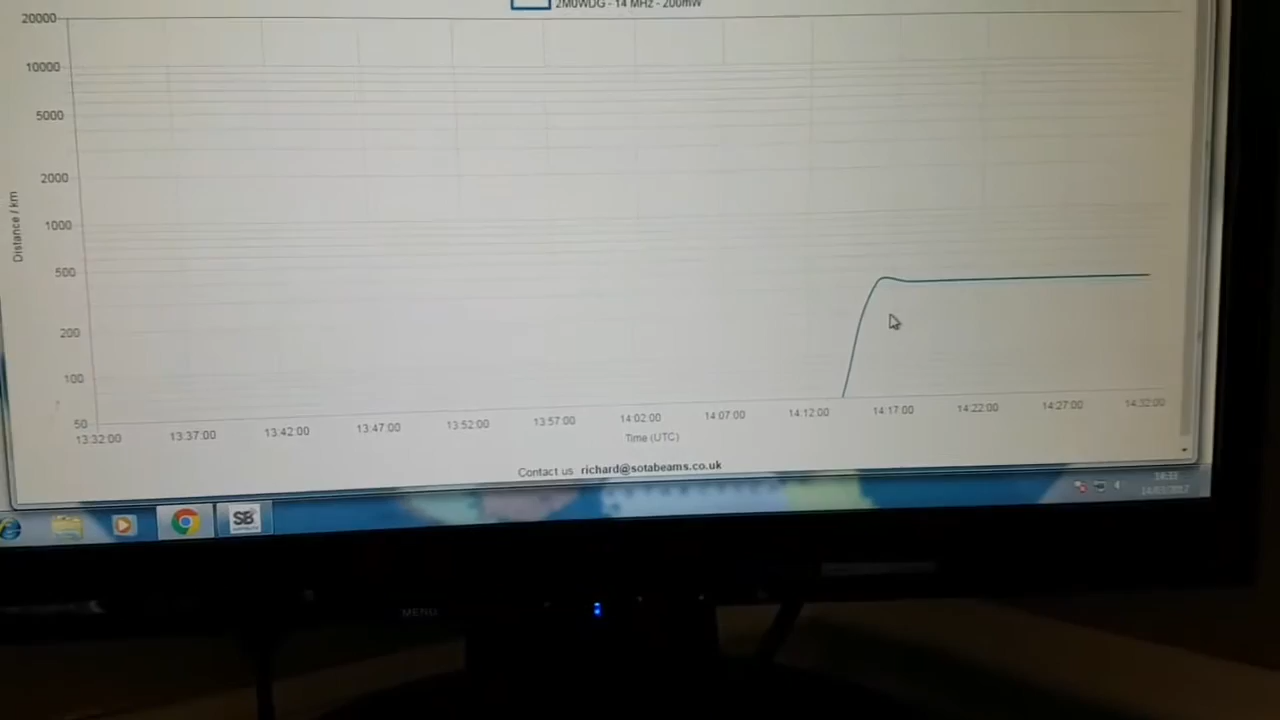 2M0WDG - 14 MHz - 200mW
20000
10000
5000
2000
1000
500
200
100
50
Distance / km
13:32:00 13:37:00 13:42:00 13:47:00 13:52:00 13:57:00 14:02:00 14:07:00 14:12:00 14:17:00 14:22:00 14:27:00 14:32:00
Time (UTC)
Contact us richard@sotabeams.co.uk
SB
MENU